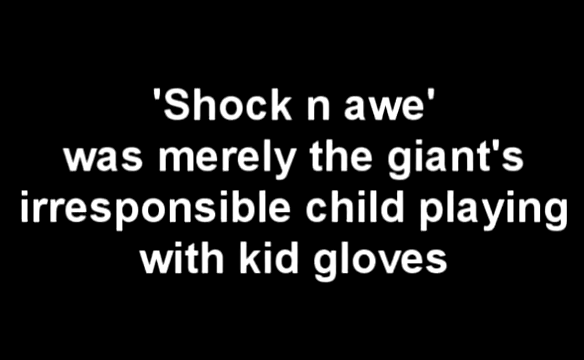 'Shock n awe'
was merely the giant's
irresponsible child playing
with kid gloves